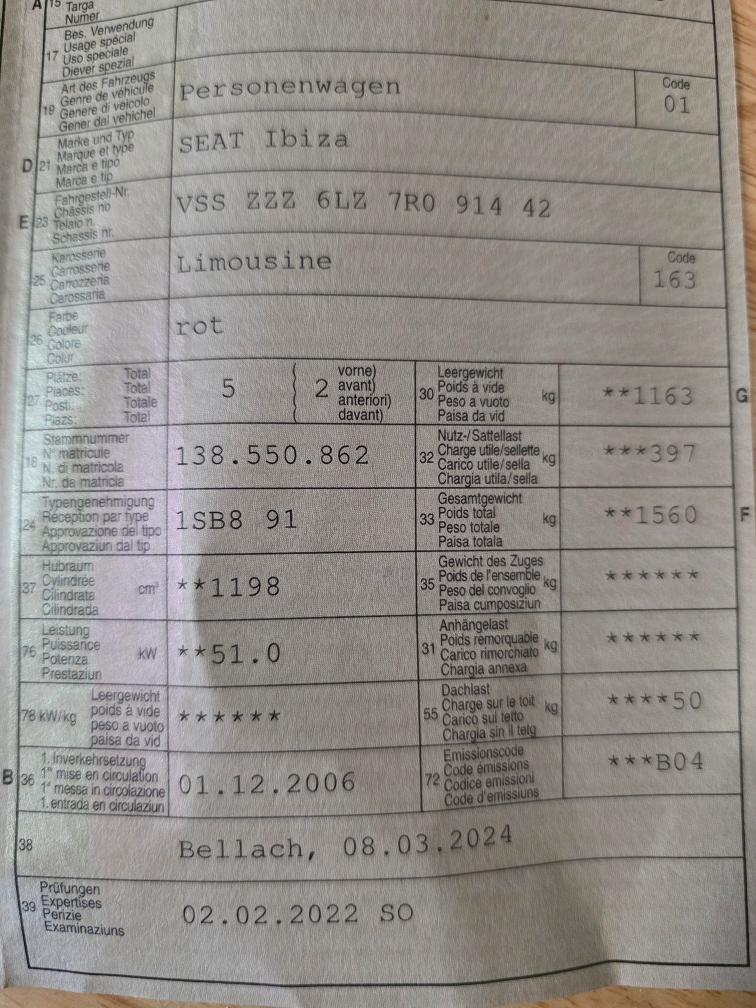 A 15 Targa
Numer
17 Bes. Verwendung
Usage spécial
Uso speciale
Diever spezial
19 Art des Fahrzeugs
Genre de véhicule
Genere di veicolo
Gener dal vehichel
Personenwagen
Code
01
D 21 Marke und Typ
Marque et type
Marca e tipo
Marca e tip
SEAT Ibiza
E 23 Fahrgestell-Nr.
Châssis no
Telaio n.
Schassis nr.
VSS ZZZ 6LZ 7R0 914 42
25 Karosserie
Carrosserie
Carrozzeria
Carossaria
Limousine
Code
163
26 Farbe
Couleur
Colore
Colur
rot
27 Plätze: Total
Places: Total
Posti: Totale
Plazs: Total
5
2
vorne)
avant)
anteriori)
davant)
30 Leergewicht
Poids à vide
Peso a vuoto
Paisa da vid
kg
**1163
G
18 Stammnummer
N° matricule
N. di matricola
Nr. da matricla
138.550.862
32 Nutz-/Sattellast
Charge utile/sellette
Carico utile/sella
Chargia utila/sella
kg
***397
24 Typengenehmigung
Réception par type
Approvazione del tipo
Approvaziun dal tip
1SB8 91
33 Gesamtgewicht
Poids total
Peso totale
Paisa totala
kg
**1560
F
37 Hubraum
Cylindrée
Cilindrata
Cilindrada
cm³
**1198
35 Gewicht des Zuges
Poids de l'ensemble
Peso del convoglio
Paisa cumposiziun
kg
******
76 Leistung
Puissance
Potenza
Prestaziun
kW
**51.0
31 Anhängelast
Poids remorquable
Carico rimorchiato
Chargia annexa
kg
******
78 kW/kg
Leergewicht
poids à vide
peso a vuoto
paisa da vid
******
55 Dachlast
Charge sur le toit
Carico sul tetto
Chargia sin il tetg
kg
****50
B 36 1. Inverkehrsetzung
1re mise en circulation
1a messa in circolazione
1. entrada en circulaziun
01.12.2006
72 Emissionscode
Code émissions
Codice emissioni
Code d'emissiuns
***B04
38
Bellach, 08.03.2024
39 Prüfungen
Expertises
Perizie
Examinaziuns
02.02.2022 SO